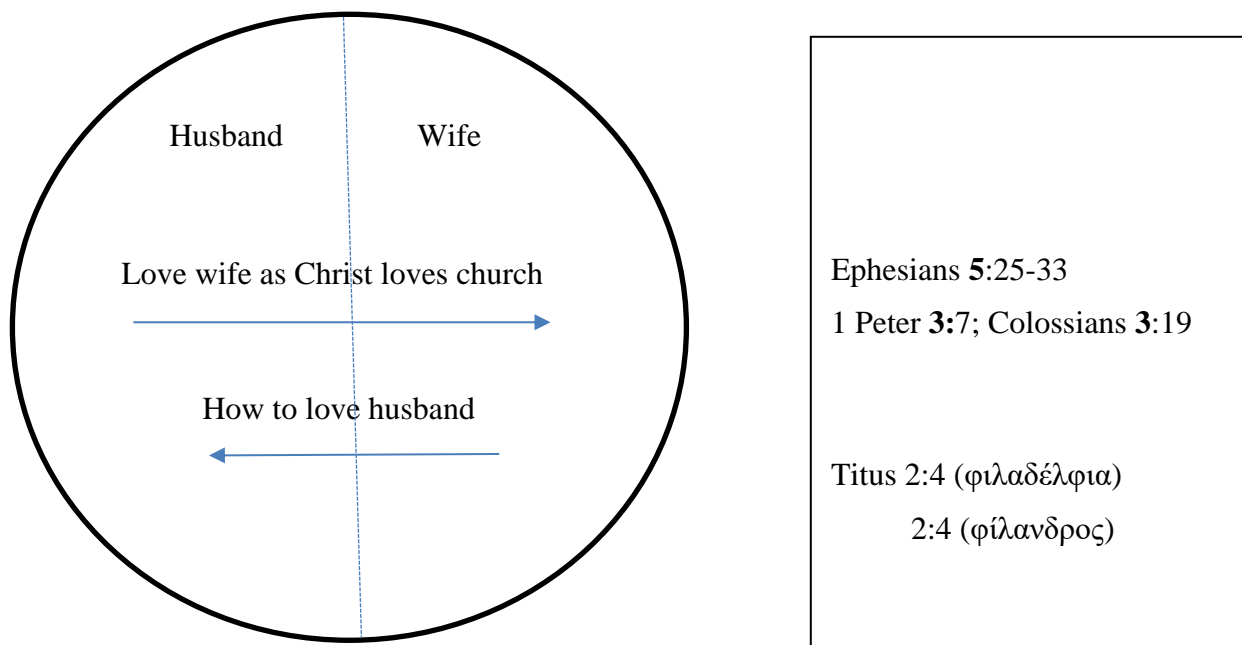 Husband Wife
Love wife as Christ loves church
How to love husband
Ephesians 5:25-33
1 Peter 3:7; Colossians 3:19
Titus 2:4 (φιλαδέλφια)
2:4 (φίλανδρος)